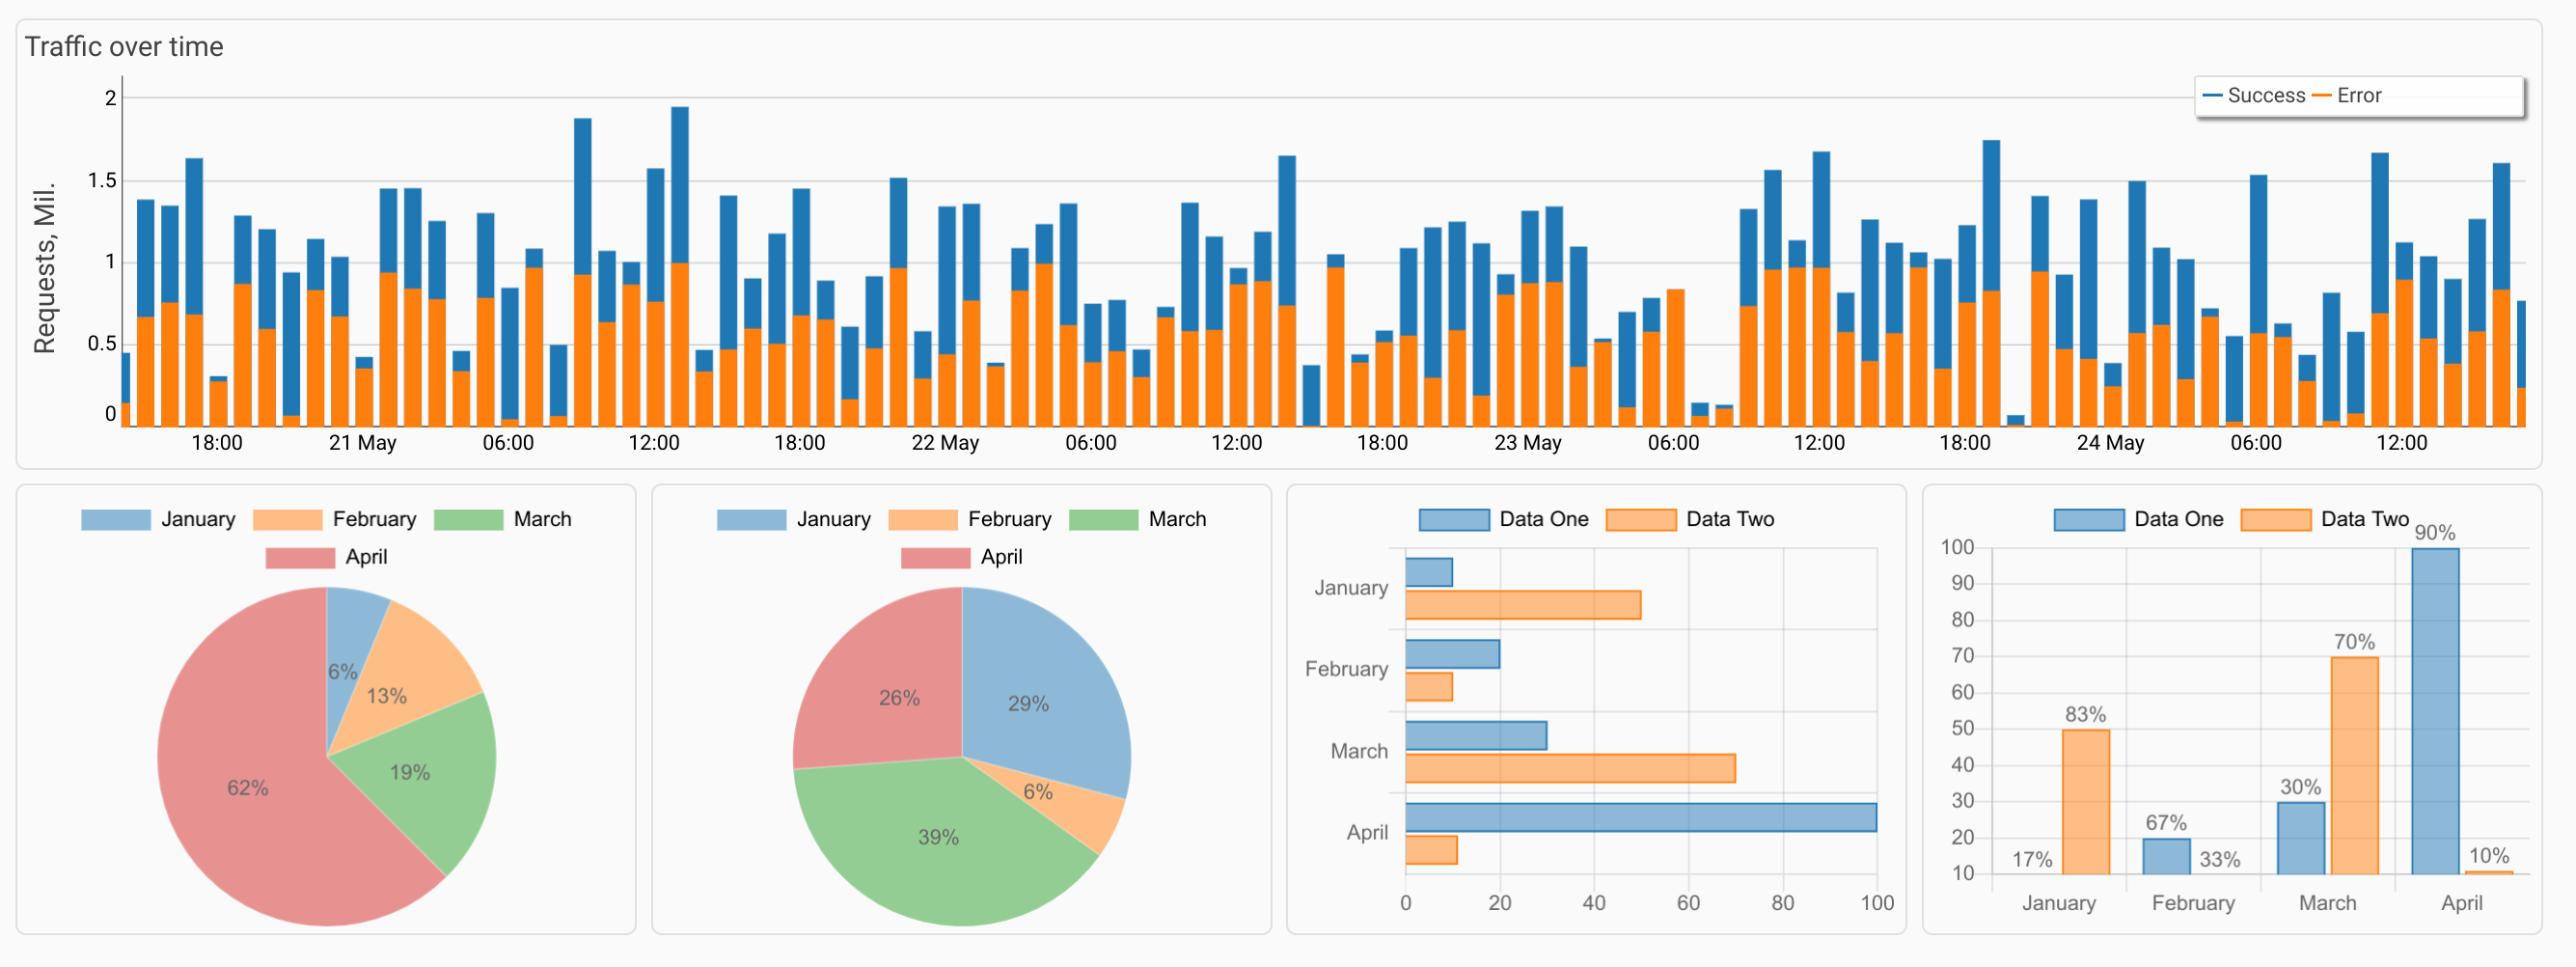 Traffic over time
Success Error
Requests, Mil.
2
1.5
1
0.5
0
18:00 21 May 06:00 12:00 18:00 22 May 06:00 12:00 18:00 23 May 06:00 12:00 18:00 24 May 06:00 12:00
January February March
April
6%
13%
19%
62%
January February March
April
26%
29%
6%
39%
Data One Data Two
January
February
March
April
0 20 40 60 80 100
Data One Data Two
90%
100
90
80
70
60
50
40
30
20
10
17%
83%
67%
33%
30%
70%
10%
January February March April